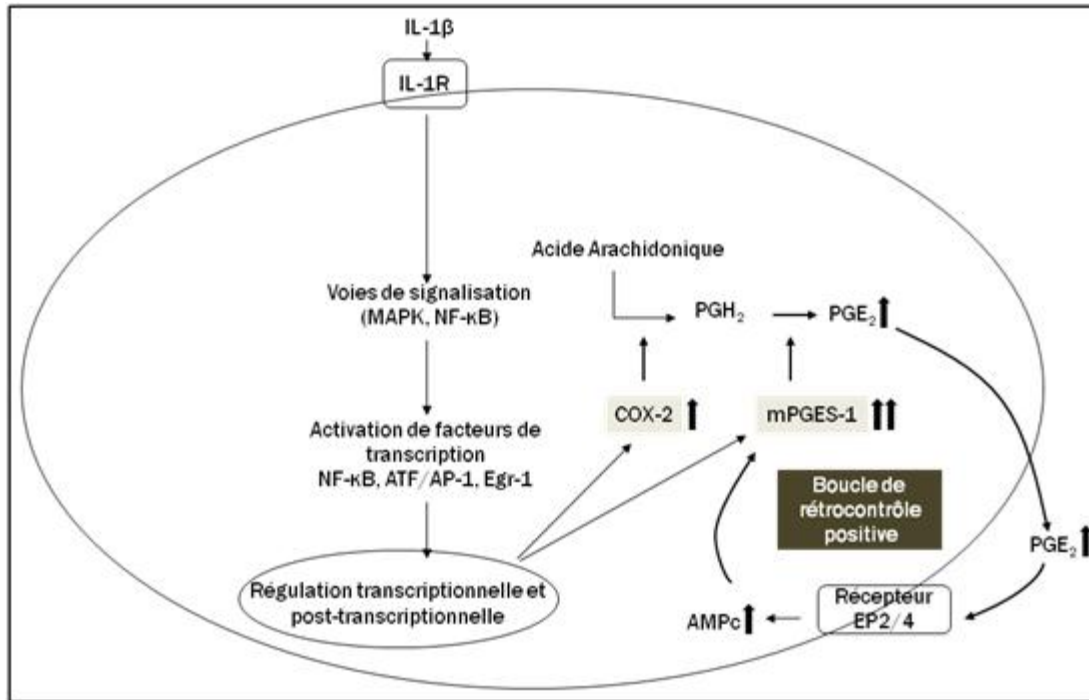 IL-1β
IL-1R
Acide Arachidonique
Voies de signalisation
(MAPK, NF-κB)
PGH₂
PGE₂
COX-2
mPGES-1
Activation de facteurs de
transcription
NF-κB, ATF/AP-1, Egr-1
Boucle de
rétrocontrôle
positive
PGE₂
Régulation transcriptionnelle et
post-transcriptionnelle
AMPc
Récepteur
EP2/4